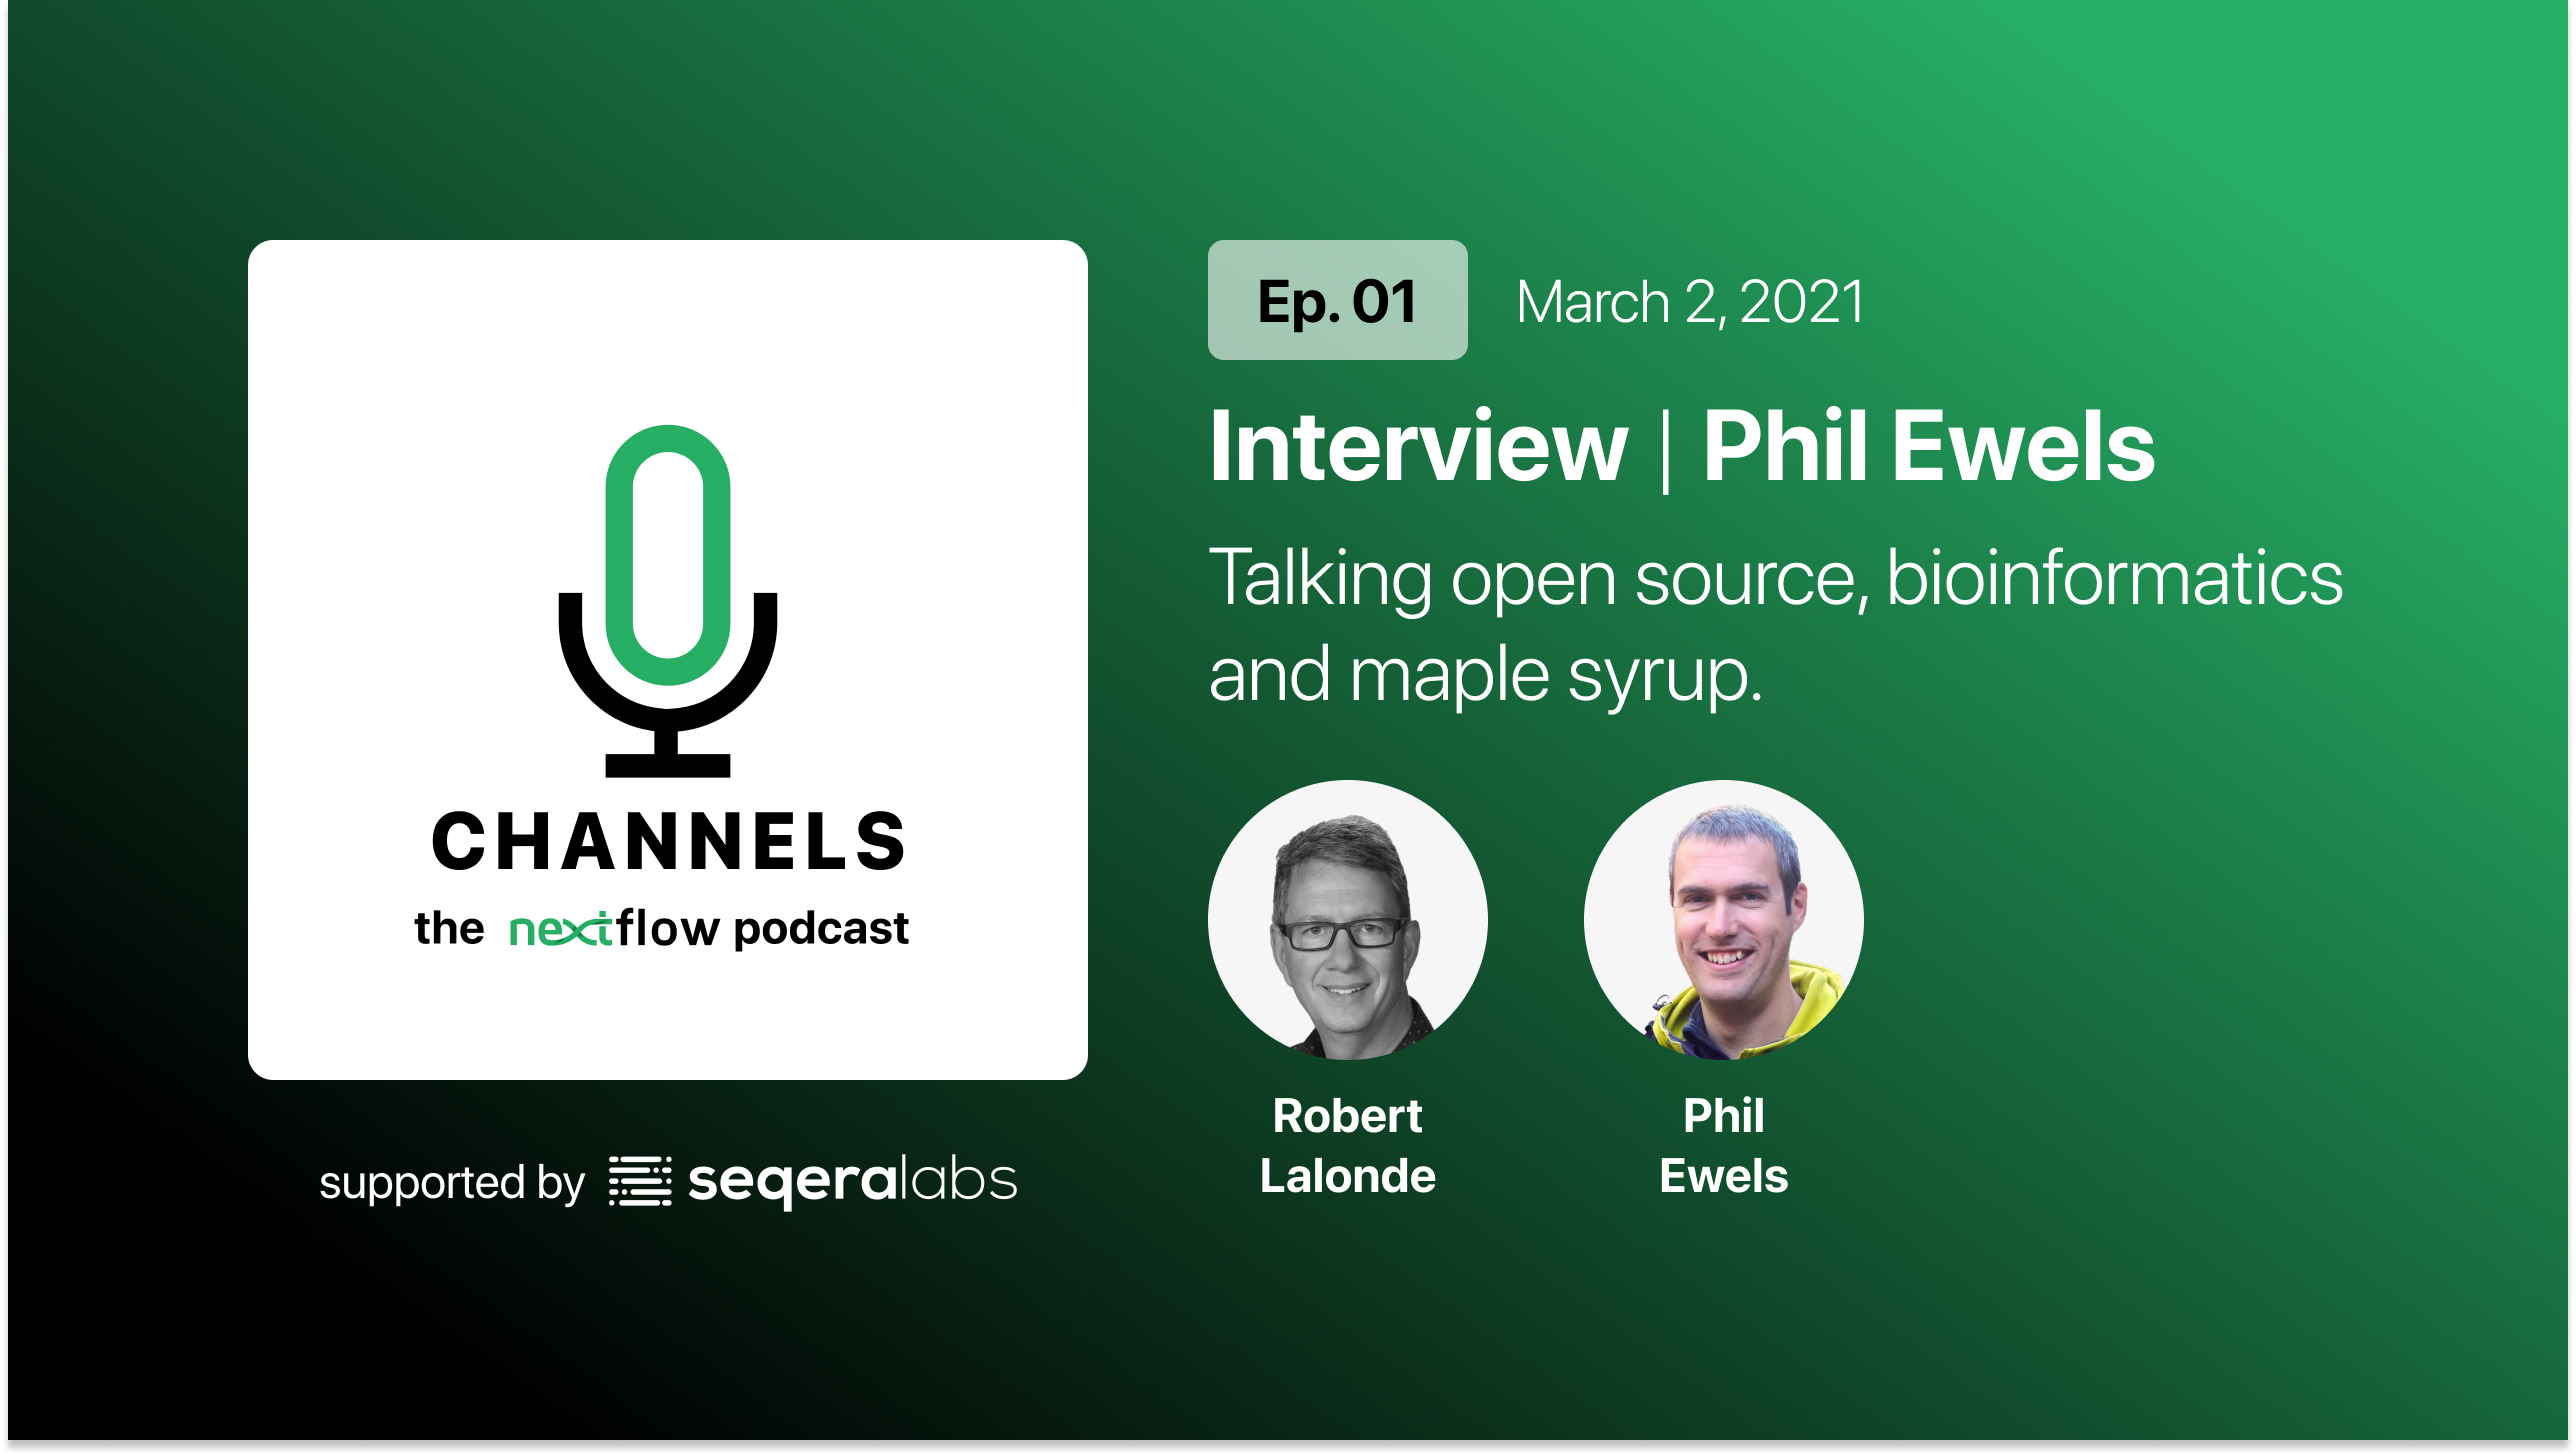 CHANNELS
the nextflow podcast
supported by seqeralabs
Ep. 01 March 2, 2021
Interview | Phil Ewels
Talking open source, bioinformatics
and maple syrup.
Robert
Lalonde
Phil
Ewels